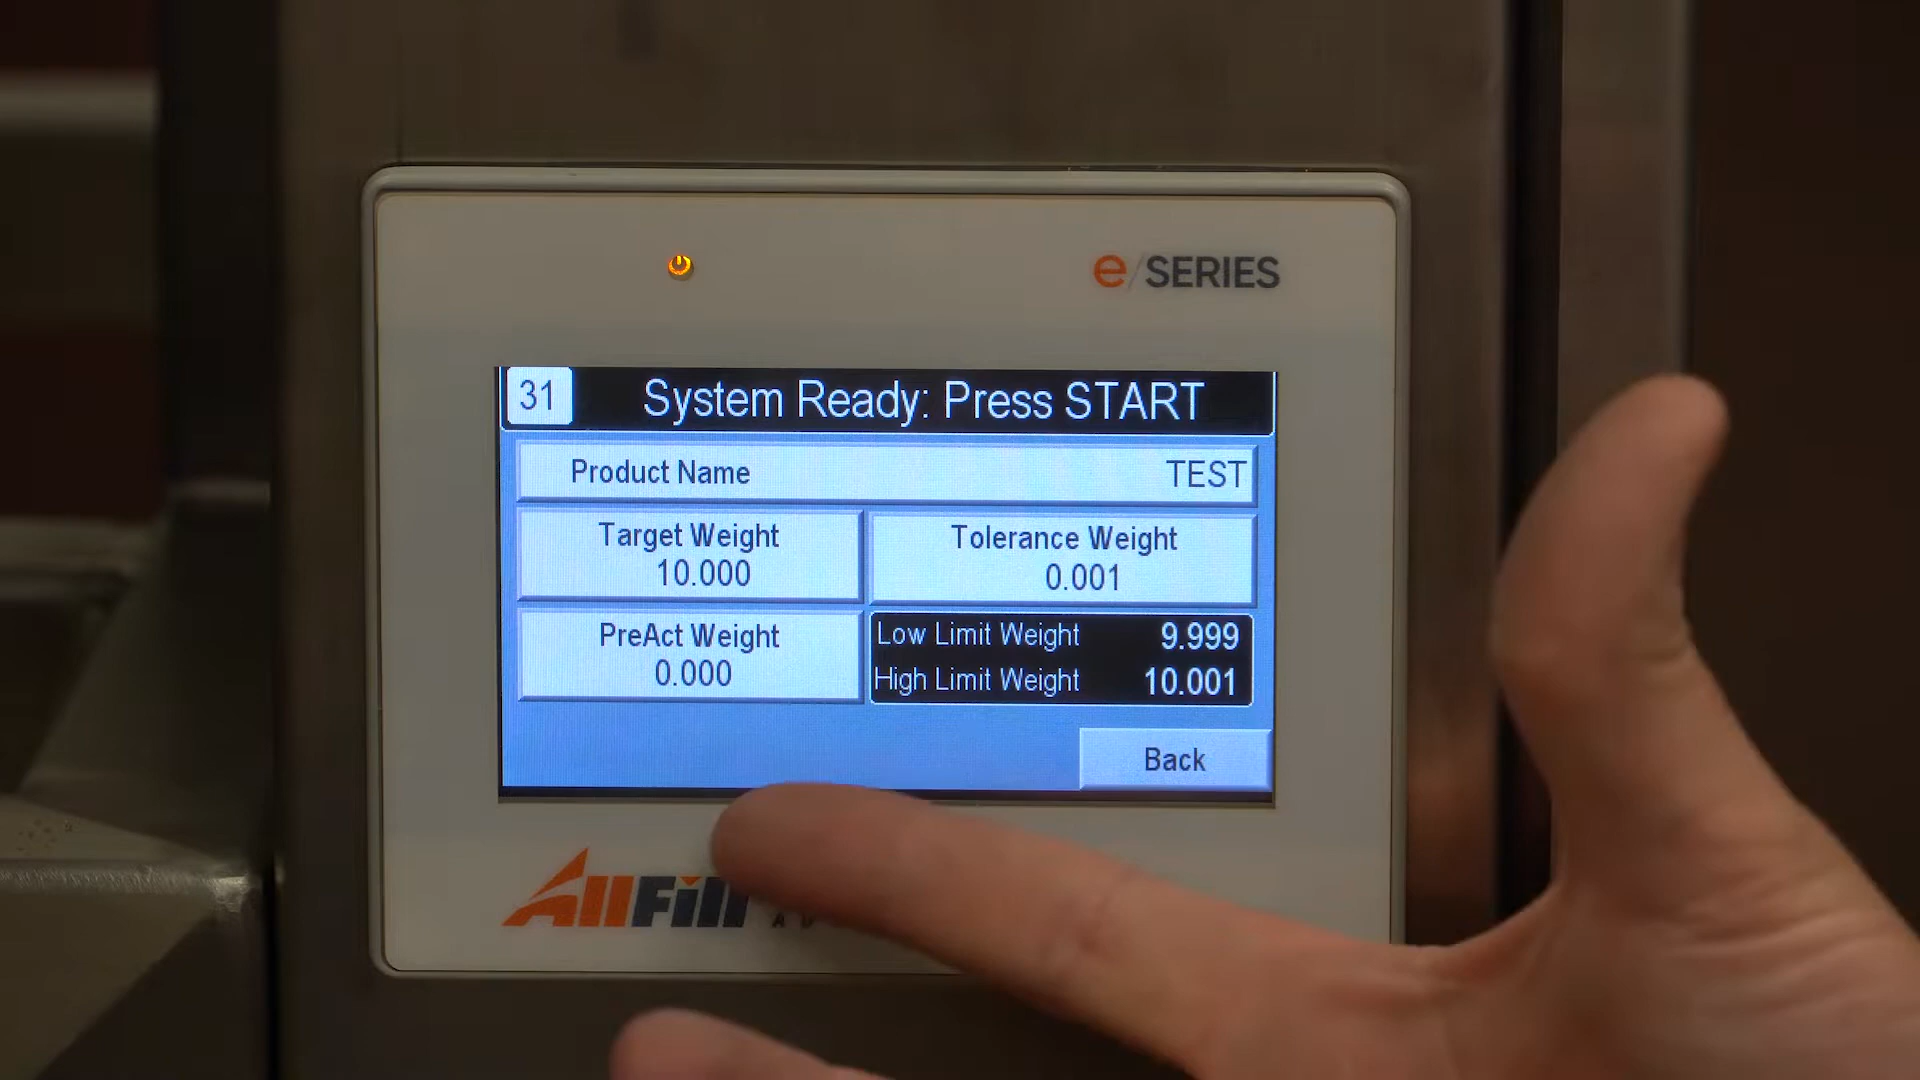 e/SERIES
31 System Ready: Press START
Product Name TEST
Target Weight
10.000
Tolerance Weight
0.001
PreAct Weight
0.000
Low Limit Weight 9.999
High Limit Weight 10.001
Back
AllFill